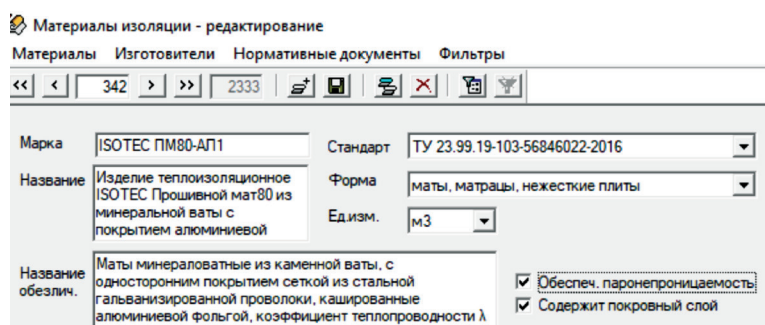 Материалы изоляции - редактирование
Материалы Изготовители Нормативные документы Фильтры
<< < 342 > >> 2333
Марка ISOTEC ПМ80-АП1 Стандарт ТУ 23.99.19-103-56846022-2016
Название Изделие теплоизоляционное
ISOTEC Прошивной мат80 из
минеральной ваты с
покрытием алюминиевой
Форма маты, матрацы, нежесткие плиты
Ед.изм. м3
Название
обезлич.
Маты минераловатные из каменной ваты, с
односторонним покрытием сеткой из стальной
гальванизированной проволоки, кашированные
алюминиевой фольгой, коэффициент теплопроводности λ
Обеспеч. паронепроницаемость
Содержит покровный слой